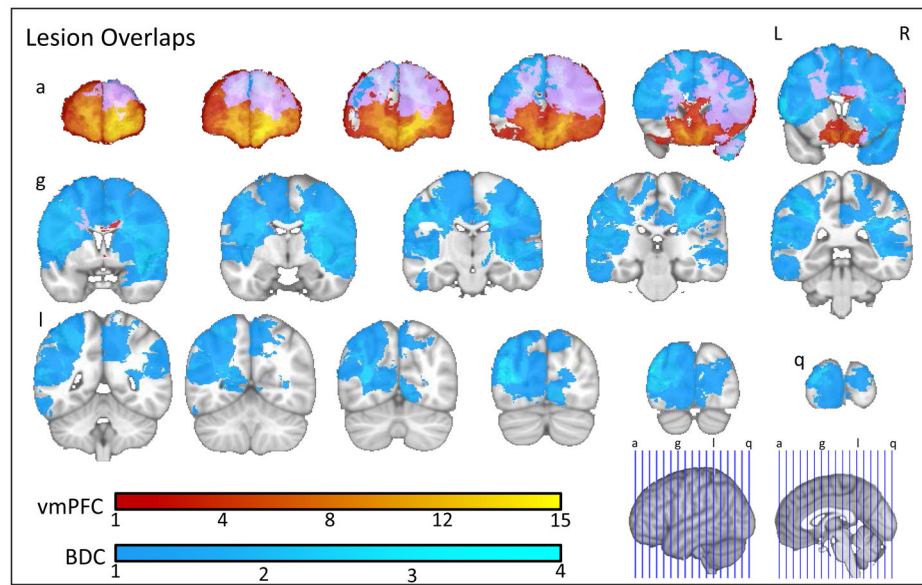 Lesion Overlaps
L R
a
g
l
q
a g l q a g l q
vmPFC
1 4 8 12 15
BDC
1 2 3 4